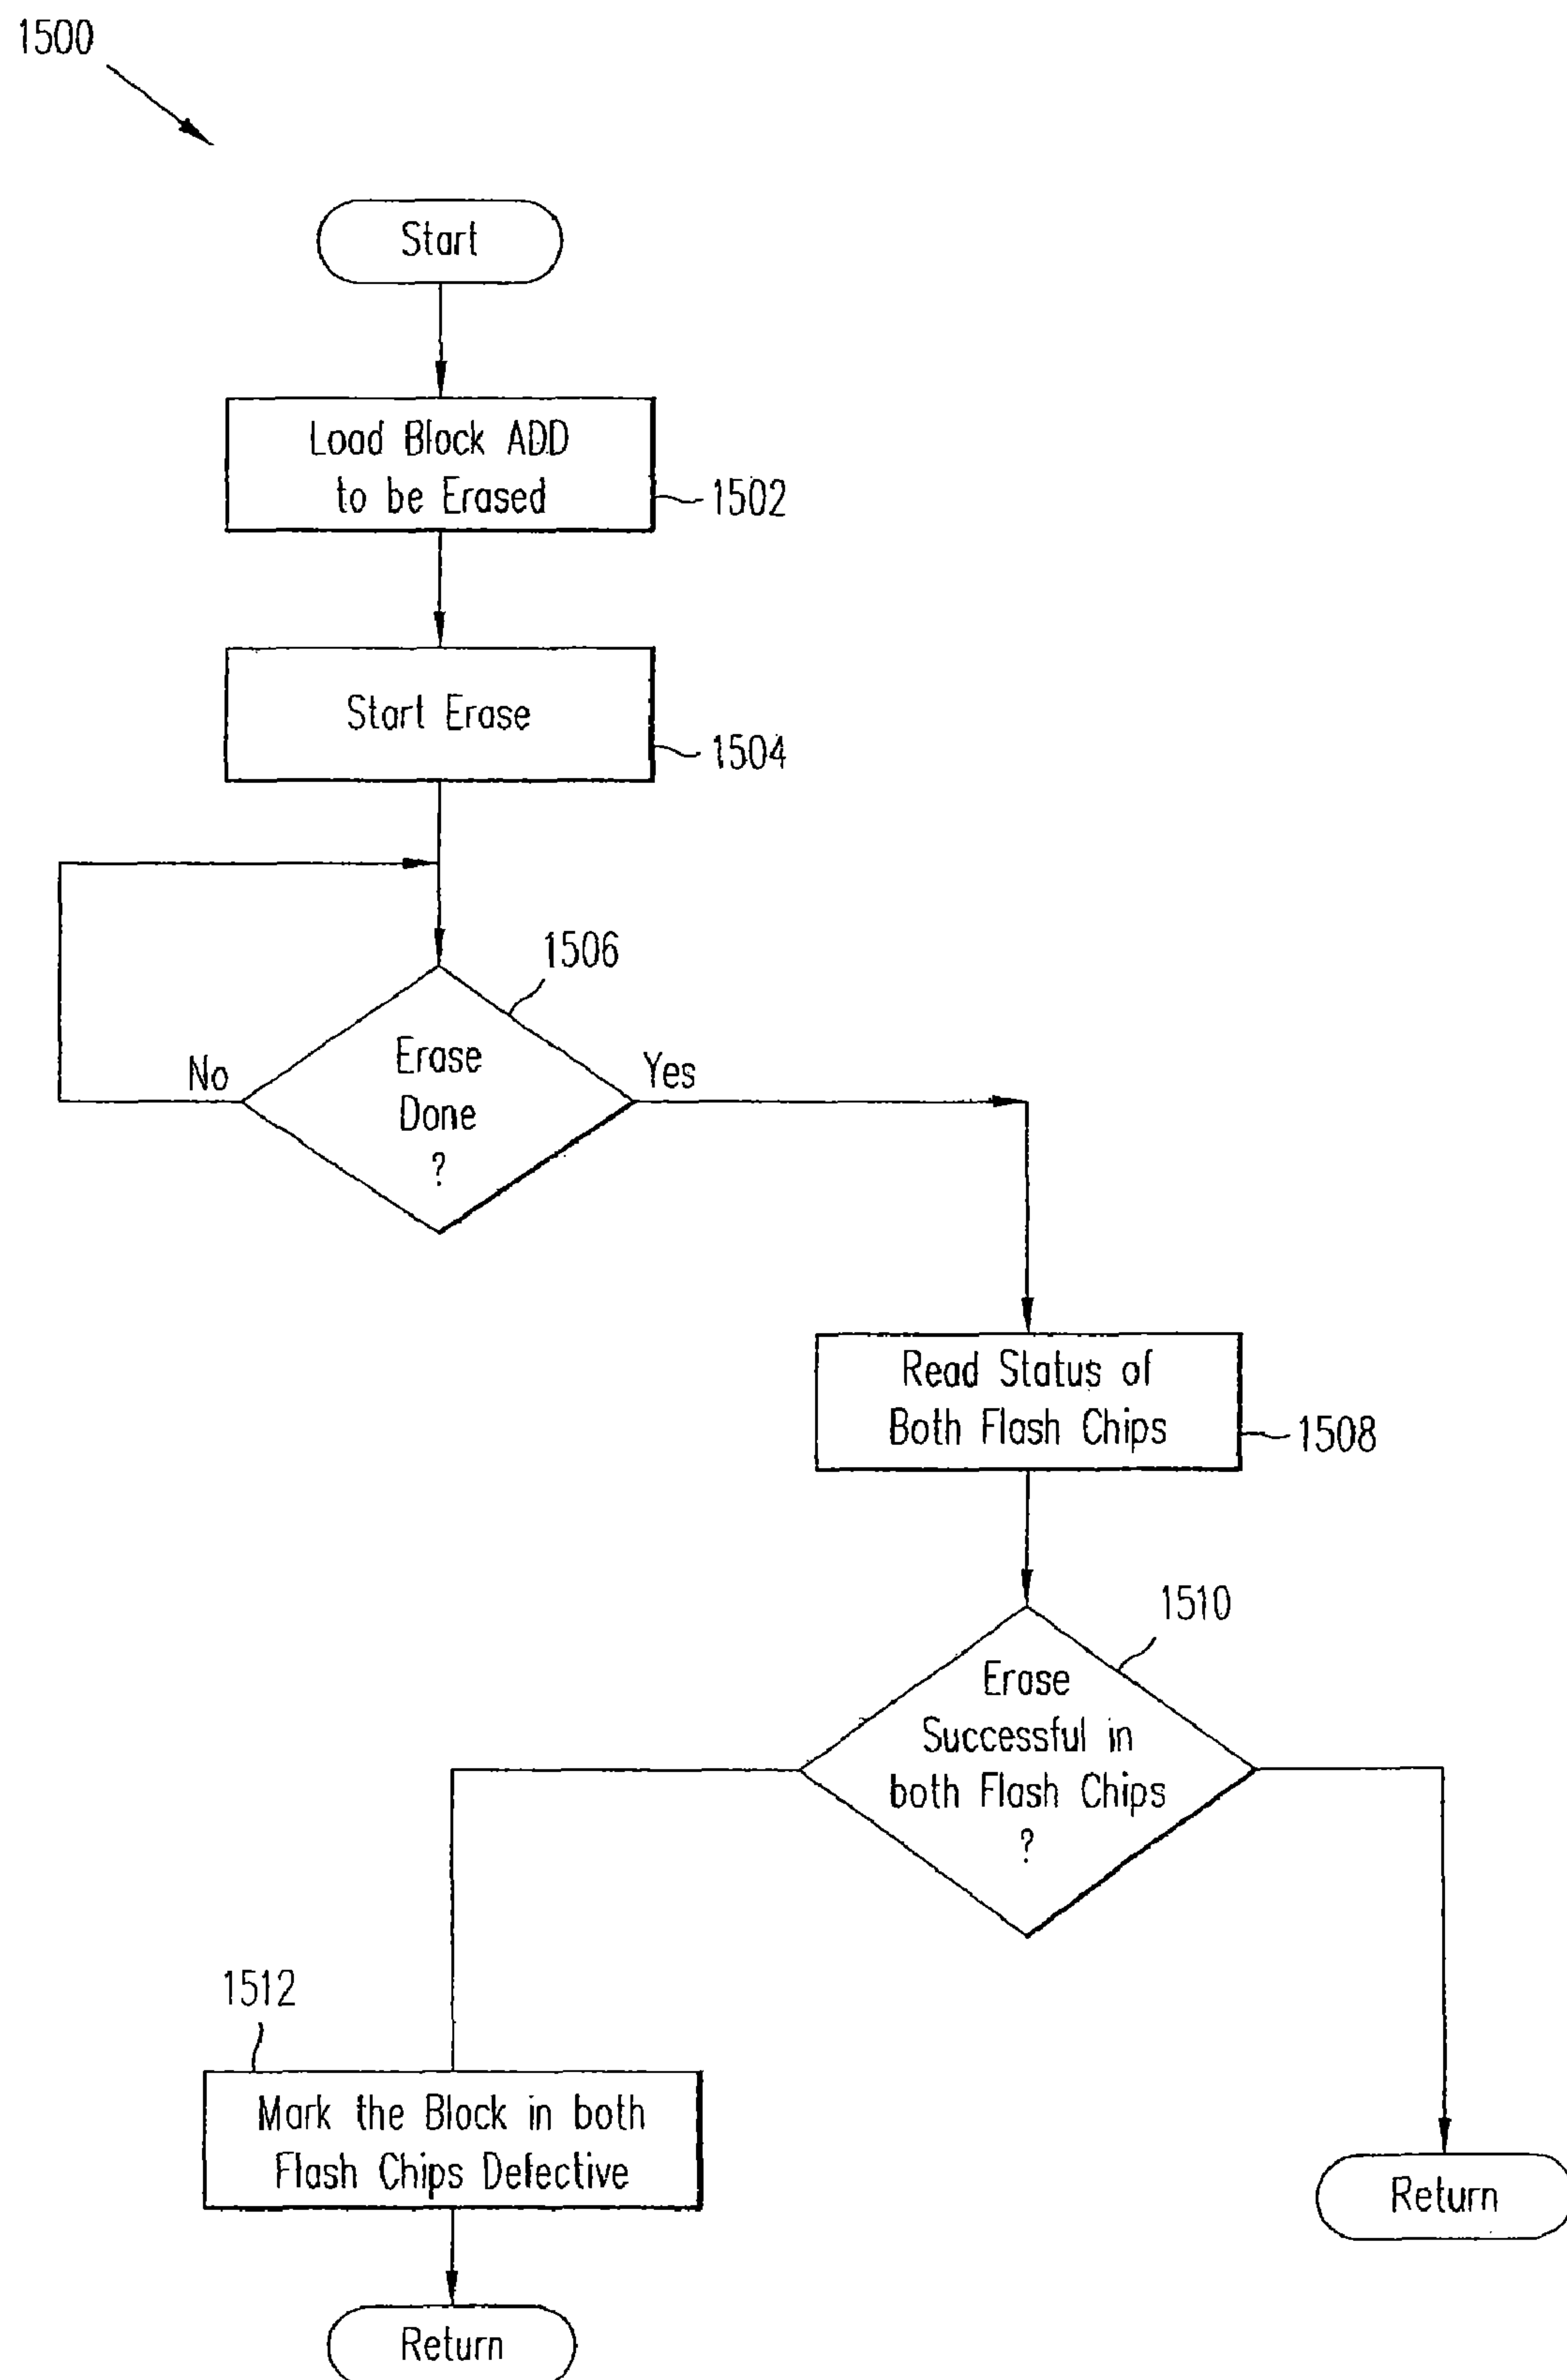 1500
Start
Load Block ADD
to be Erased
1502
Start Erase
1504
1506
Erase
Done
?
No
Yes
Read Status of
Both Flash Chips
1508
1510
Erase
Successful in
both Flash Chips
?
1512
Mark the Block in both
Flash Chips Defective
Return
Return